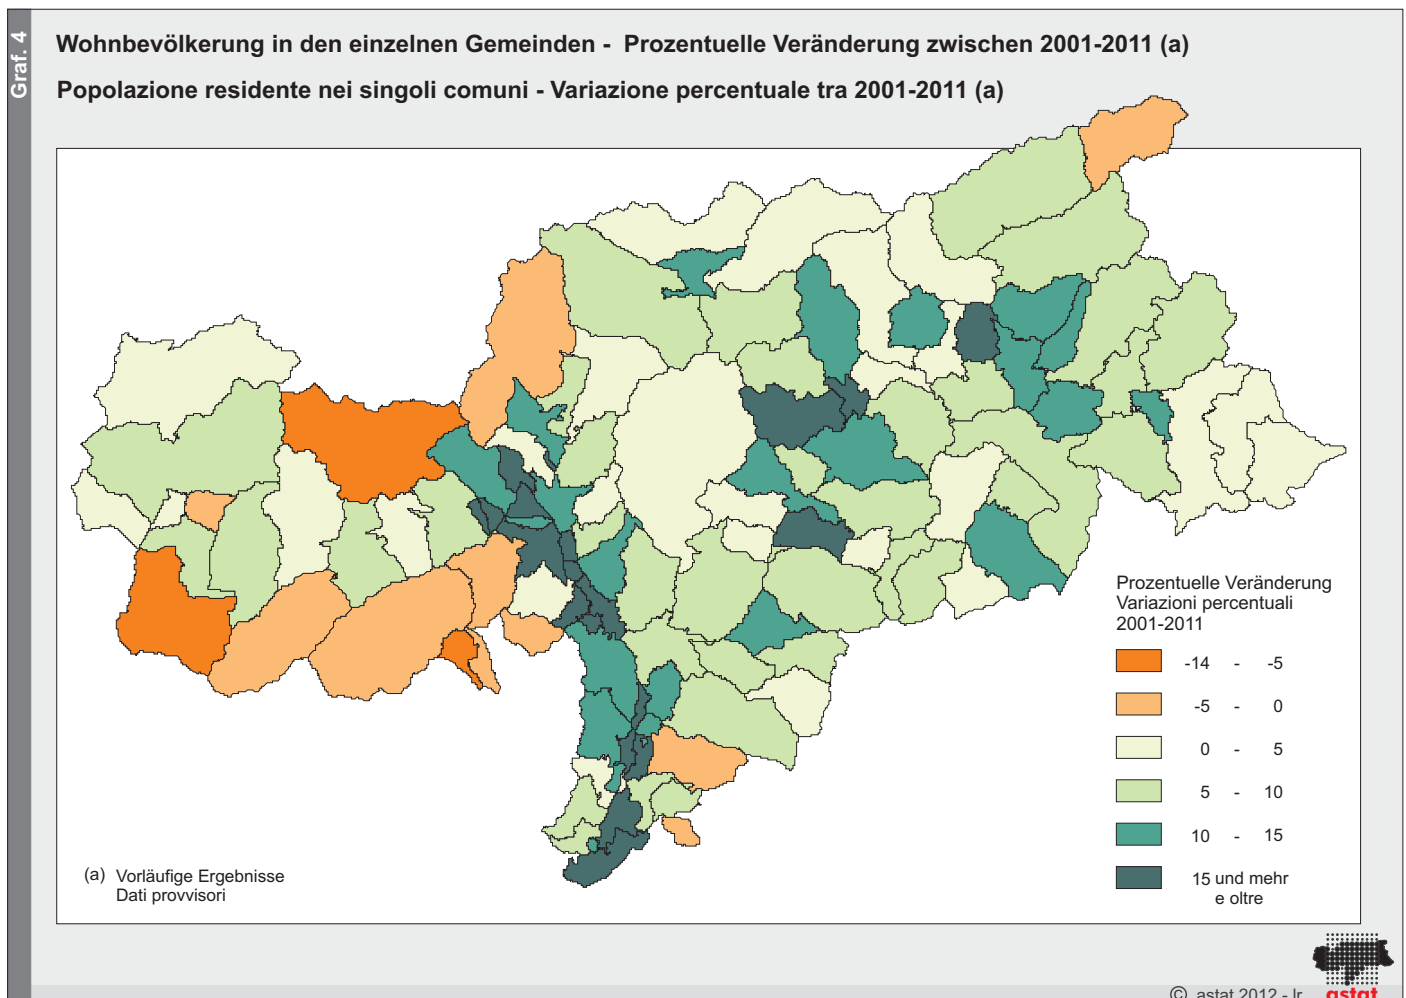 Graf. 4
Wohnbevölkerung in den einzelnen Gemeinden - Prozentuelle Veränderung zwischen 2001-2011 (a)
Popolazione residente nei singoli comuni - Variazione percentuale tra 2001-2011 (a)
Prozentuelle Veränderung
Variazioni percentuali
2001-2011
-14 - -5
-5 - 0
0 - 5
5 - 10
10 - 15
15 und mehr
e oltre
(a) Vorläufige Ergebnisse
Dati provvisori
© astat 2012 - lr
astat